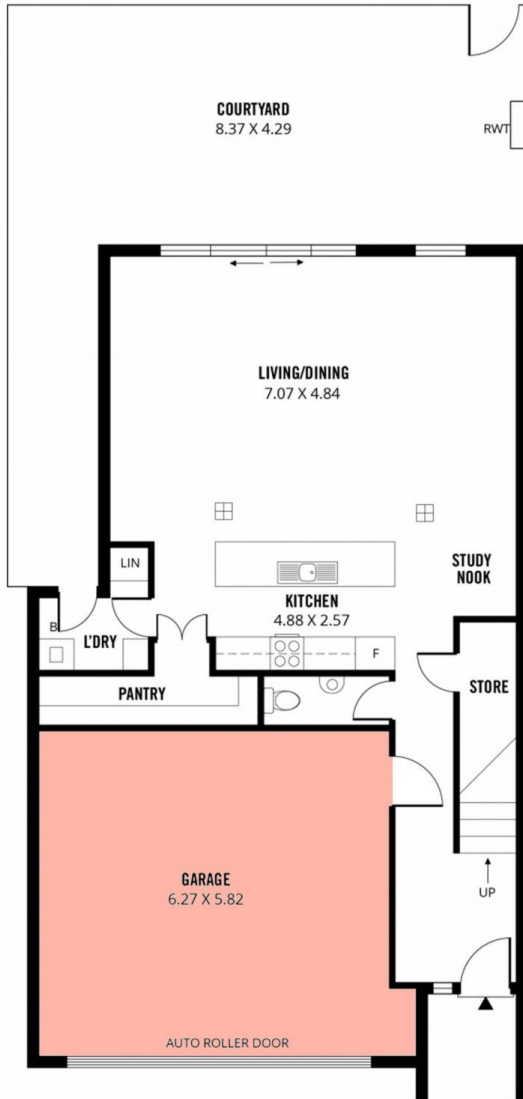 COURTYARD
8.37 X 4.29
RWT
LIVING/DINING
7.07 X 4.84
LIN
STUDY
NOOK
KITCHEN
4.88 X 2.57
B
L'DRY
F
PANTRY
STORE
GARAGE
6.27 X 5.82
UP
AUTO ROLLER DOOR